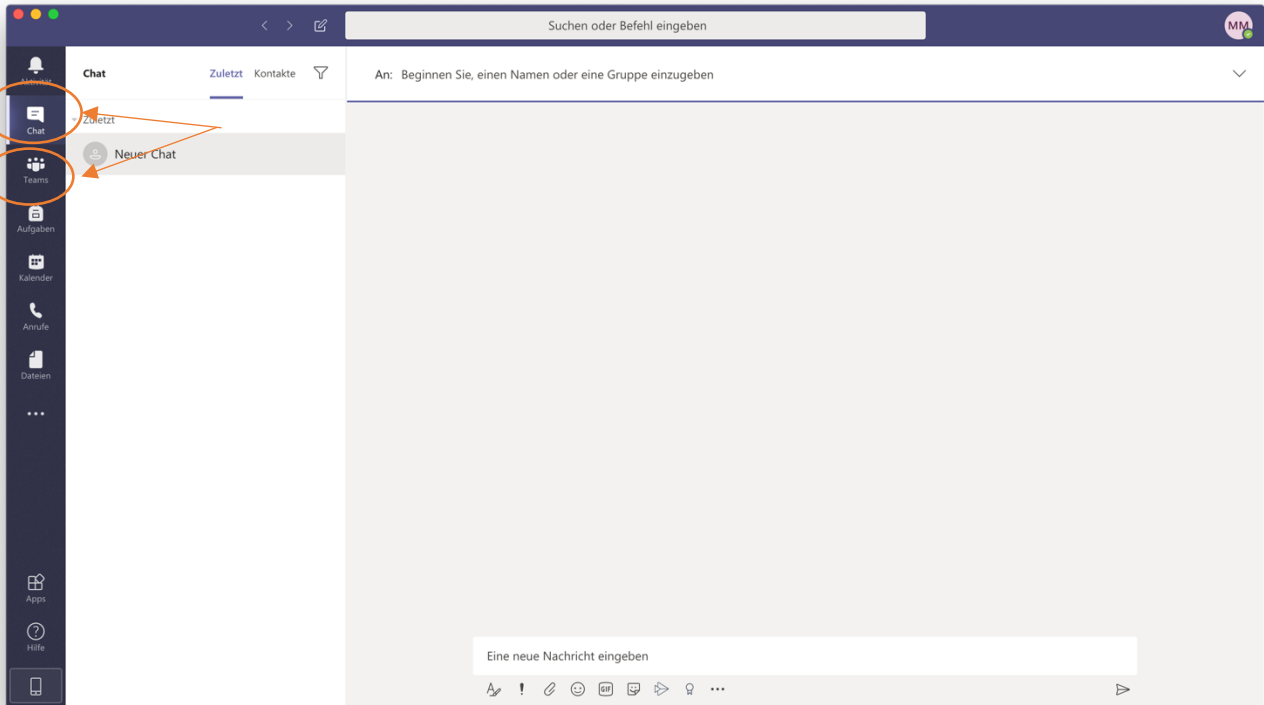 Suchen oder Befehl eingeben
MM
Aktivität
Chat
Teams
Aufgaben
Kalender
Anrufe
Dateien
Apps
Hilfe
Chat Zuletzt Kontakte
Zuletzt
Neuer Chat
An: Beginnen Sie, einen Namen oder eine Gruppe einzugeben
Eine neue Nachricht eingeben
GIF